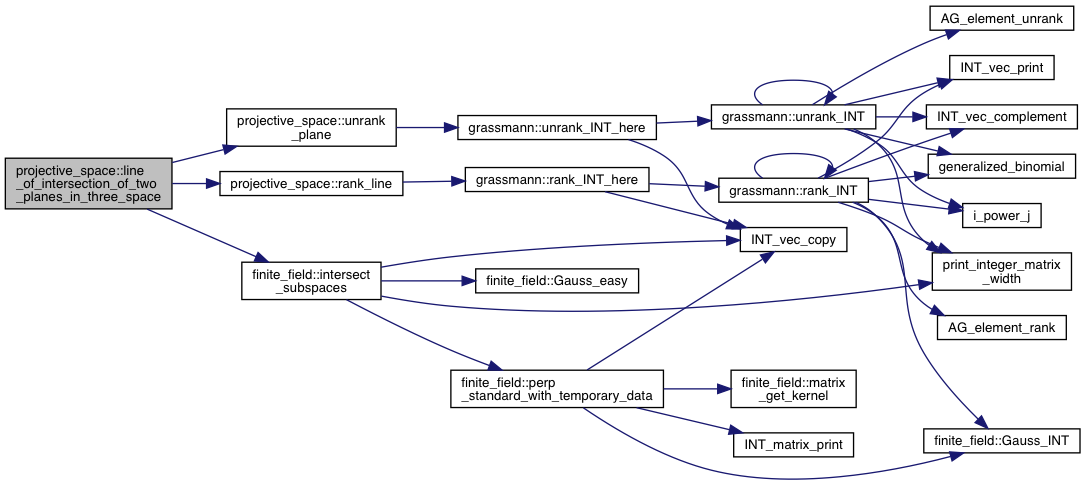 projective_space::line
_of_intersection_of_two
_planes_in_three_space
projective_space::unrank
_plane
projective_space::rank_line
finite_field::intersect
_subspaces
grassmann::unrank_INT_here
grassmann::rank_INT_here
finite_field::Gauss_easy
finite_field::perp
_standard_with_temporary_data
grassmann::unrank_INT
grassmann::rank_INT
INT_vec_copy
finite_field::matrix
_get_kernel
INT_matrix_print
AG_element_unrank
INT_vec_print
INT_vec_complement
generalized_binomial
i_power_j
print_integer_matrix
_width
AG_element_rank
finite_field::Gauss_INT